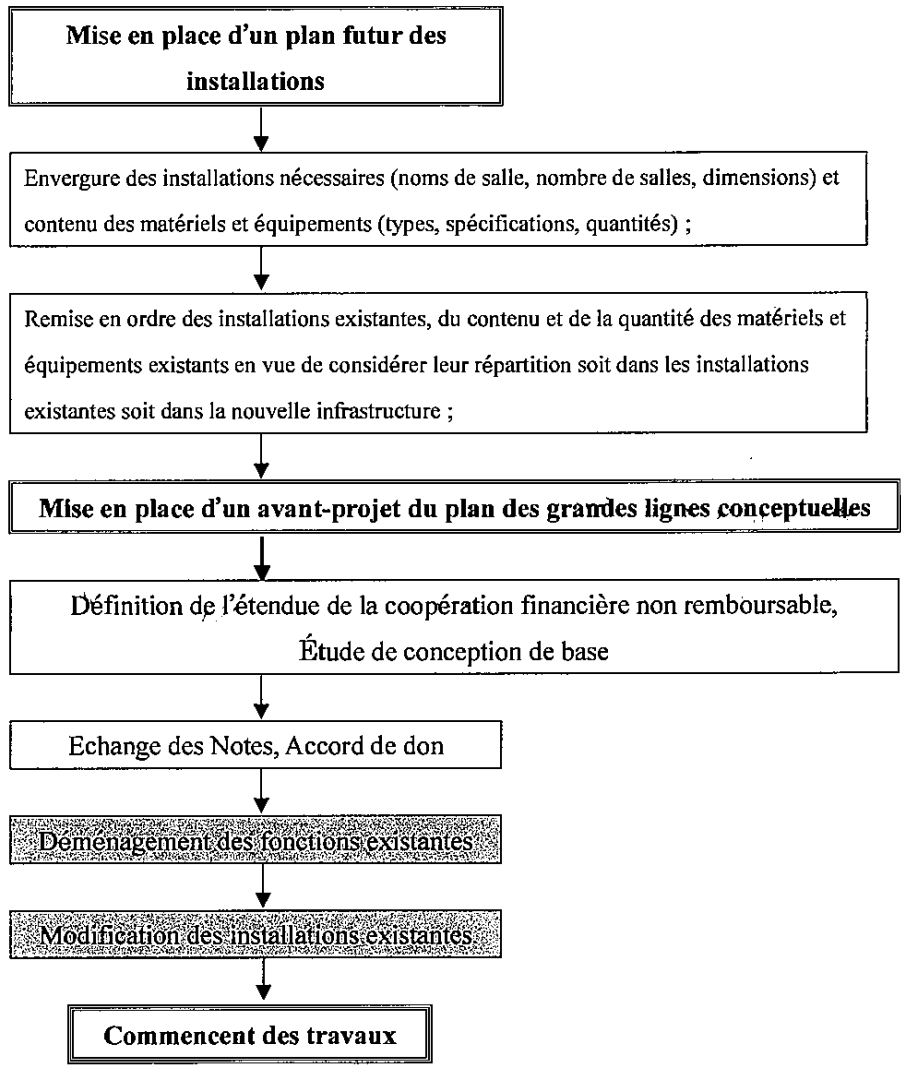 Mise en place d'un plan futur des
installations
Envergure des installations nécessaires (noms de salle, nombre de salles, dimensions) et
contenu des matériels et équipements (types, spécifications, quantités) ;
Remise en ordre des installations existantes, du contenu et de la quantité des matériels et
équipements existants en vue de considérer leur répartition soit dans les installations
existantes soit dans la nouvelle infrastructure ;
Mise en place d'un avant-projet du plan des grandes lignes conceptuelles
Définition de l'étendue de la coopération financière non remboursable,
Étude de conception de base
Echange des Notes, Accord de don
Déménagement des fonctions existantes
Modification des installations existantes
Commencent des travaux